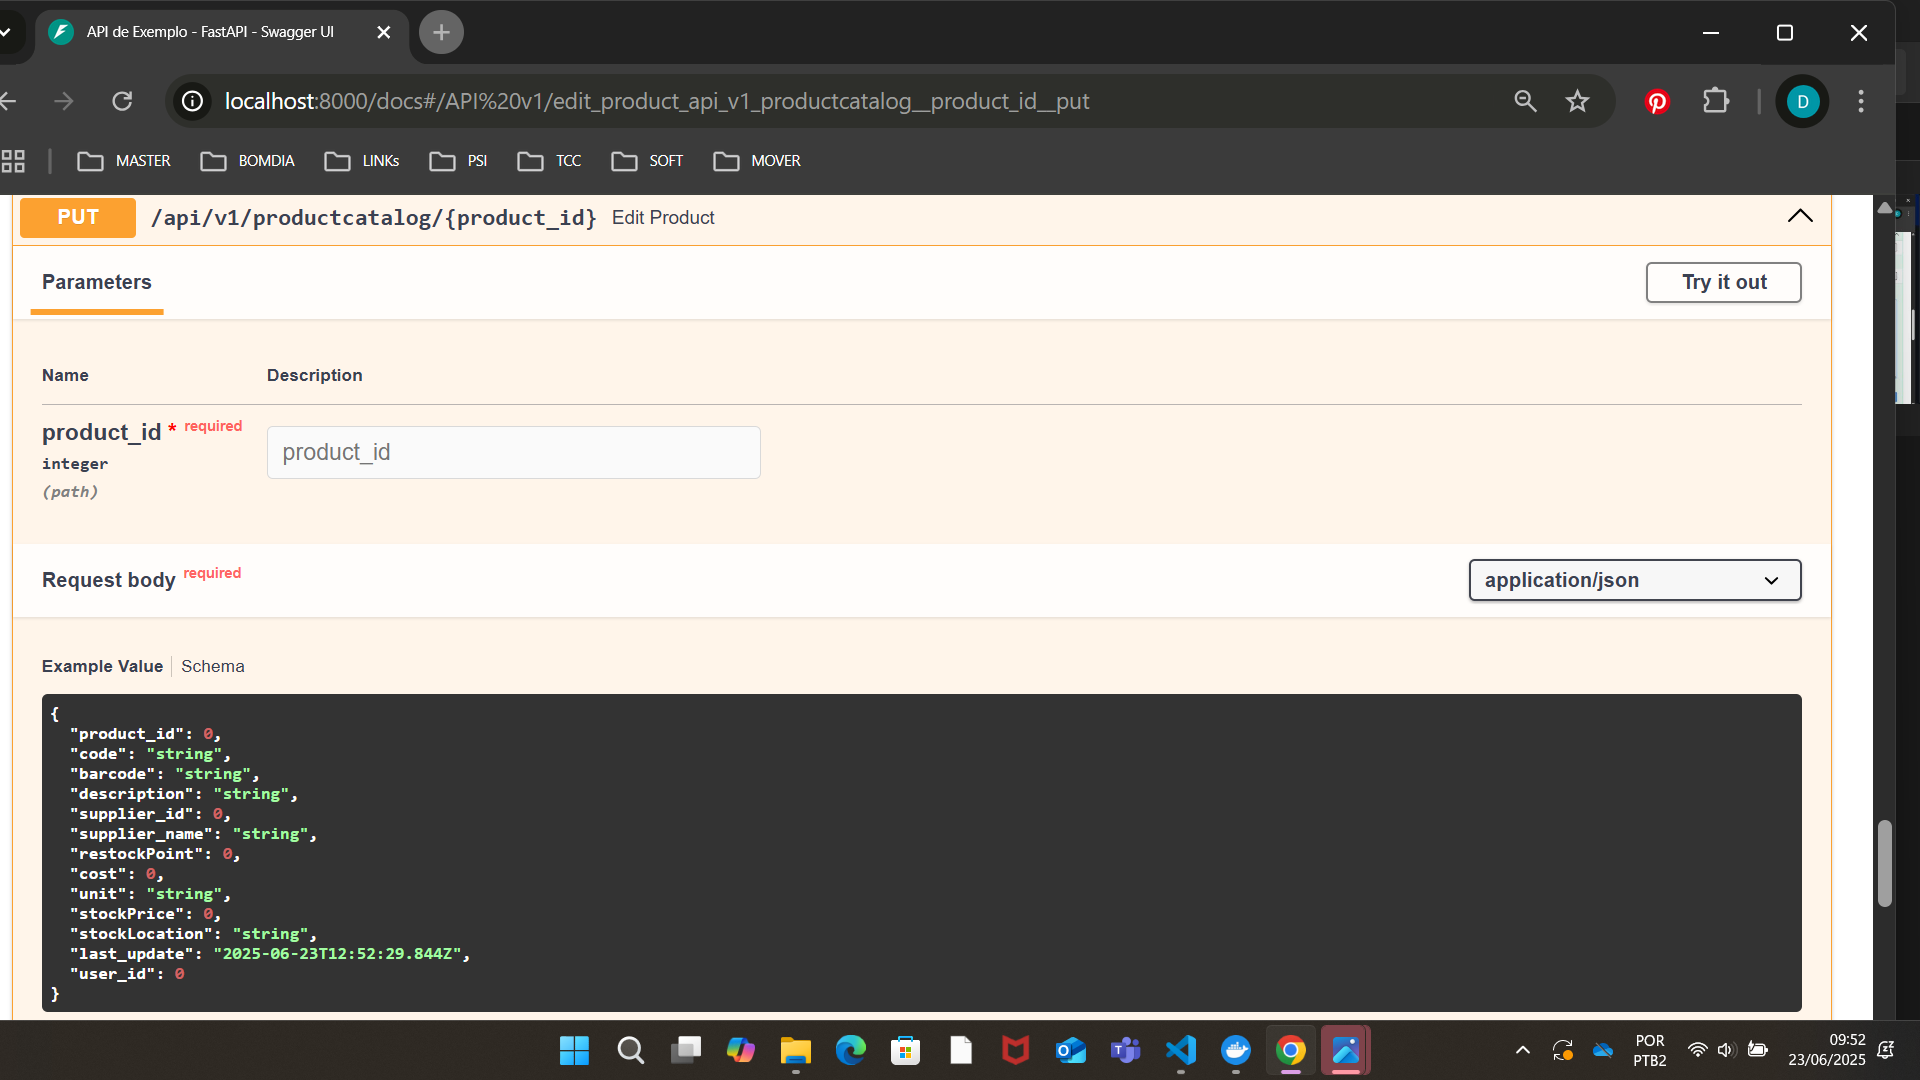 API de Exemplo - FastAPI - Swagger UI
localhost:8000/docs#/API%20v1/edit_product_api_v1_productcatalog__product_id__put
D
MASTER BOMDIA LINKs PSI TCC SOFT MOVER
PUT /api/v1/productcatalog/{product_id} Edit Product
Parameters
Try it out
Name Description
product_id * required
integer
(path)
product_id
Request body required
application/json
Example Value Schema
{
"product_id": 0,
"code": "string",
"barcode": "string",
"description": "string",
"supplier_id": 0,
"supplier_name": "string",
"restockPoint": 0,
"cost": 0,
"unit": "string",
"stockPrice": 0,
"stockLocation": "string",
"last_update": "2025-06-23T12:52:29.844Z",
"user_id": 0
}
POR
PTB2
09:52
23/06/2025